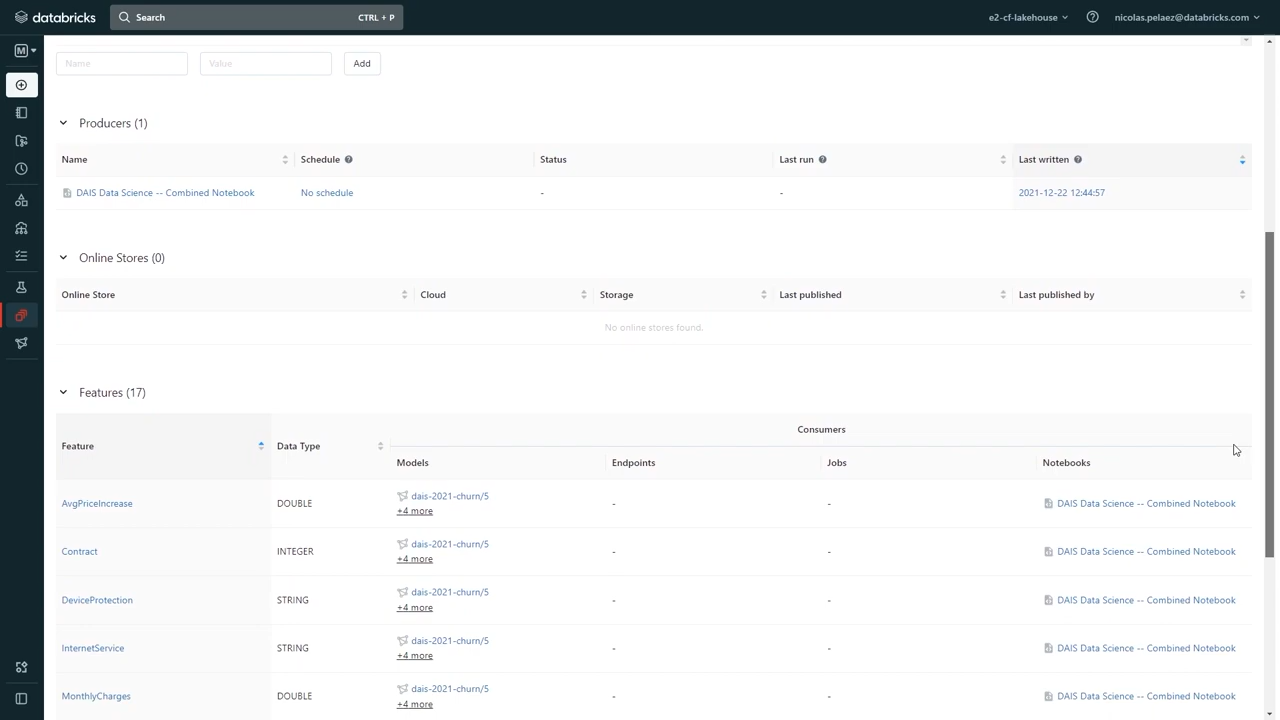 databricks
Search CTRL + P
e2-cf-lakehouse
nicolas.pelaez@databricks.com
M
Name Value Add
Producers (1)
Name Schedule Status Last run Last written
DAIS Data Science -- Combined Notebook No schedule - - 2021-12-22 12:44:57
Online Stores (0)
Online Store Cloud Storage Last published Last published by
No online stores found.
Features (17)
Consumers
Feature Data Type
Models Endpoints Jobs Notebooks
AvgPriceIncrease DOUBLE dais-2021-churn/5 - - DAIS Data Science -- Combined Notebook
+4 more
Contract INTEGER dais-2021-churn/5 - - DAIS Data Science -- Combined Notebook
+4 more
DeviceProtection STRING dais-2021-churn/5 - - DAIS Data Science -- Combined Notebook
+4 more
InternetService STRING dais-2021-churn/5 - - DAIS Data Science -- Combined Notebook
+4 more
MonthlyCharges DOUBLE dais-2021-churn/5 - - DAIS Data Science -- Combined Notebook
+4 more